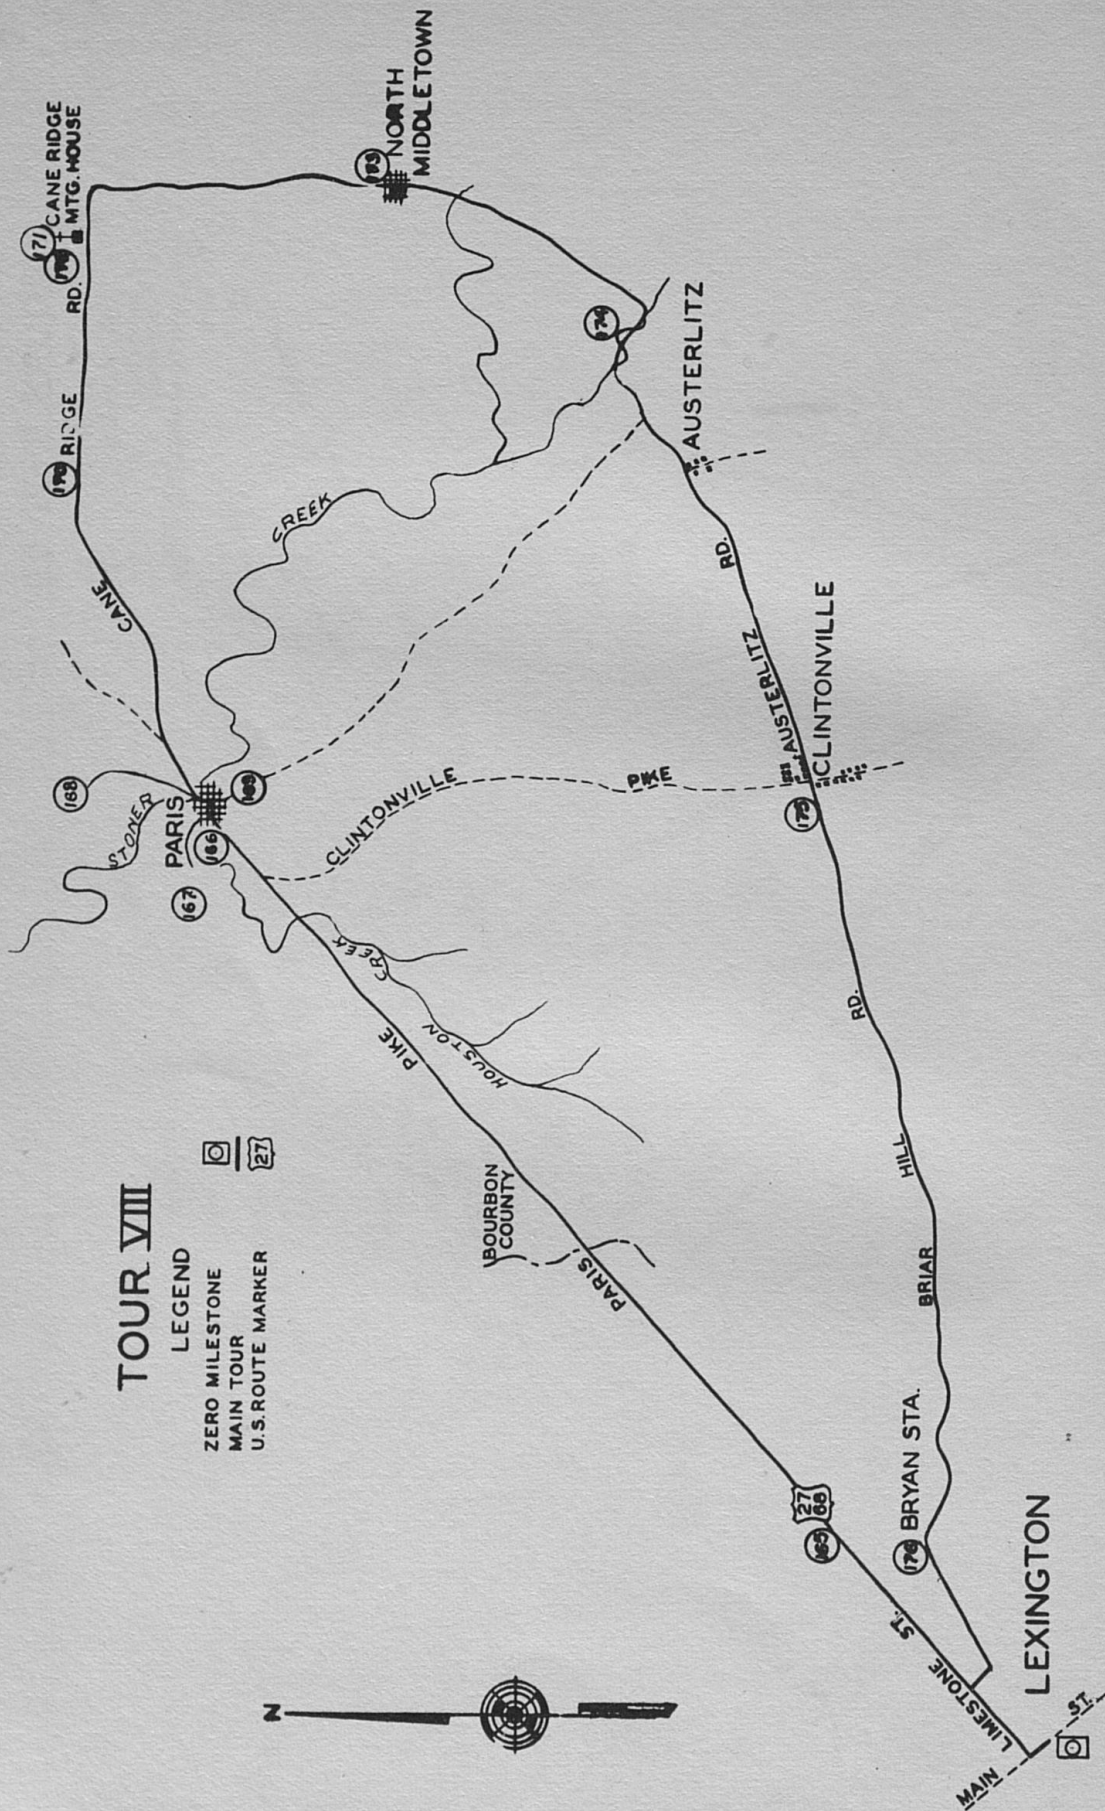 TOUR VIII
LEGEND
ZERO MILESTONE
MAIN TOUR
U.S. ROUTE MARKER
27
N
167
STONER
168
PARIS
166
CANE
170
RIDGE
RD.
171
CANE RIDGE
MTG. HOUSE
NORTH
MIDDLETOWN
CREEK
CLINTONVILLE
PIKE
CREEK
HOUSTON
PIKE
BOURBON
COUNTY
PARIS
174
AUSTERLITZ
RD.
AUSTERLITZ
CLINTONVILLE
175
RD.
HILL
BRIAR
27
68
165
176
BRYAN STA.
ST.
LIMESTONE
LEXINGTON
MAIN
ST.